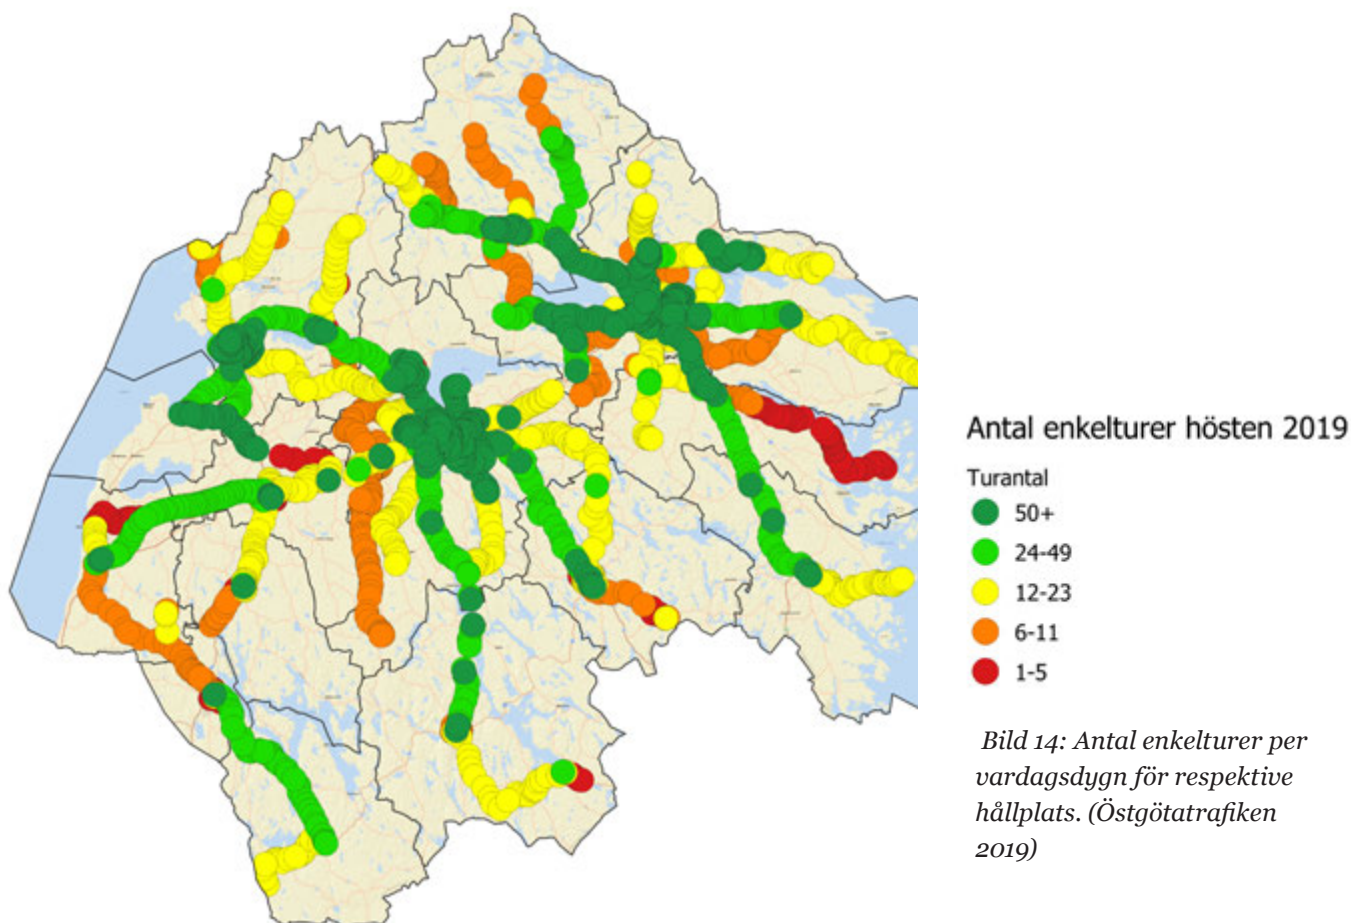 Antal enkelturer hösten 2019
Turantal
50+
24-49
12-23
6-11
1-5
Bild 14: Antal enkelturer per
vardagsdygn för respektive
hållplats. (Östgötatrafiken
2019)